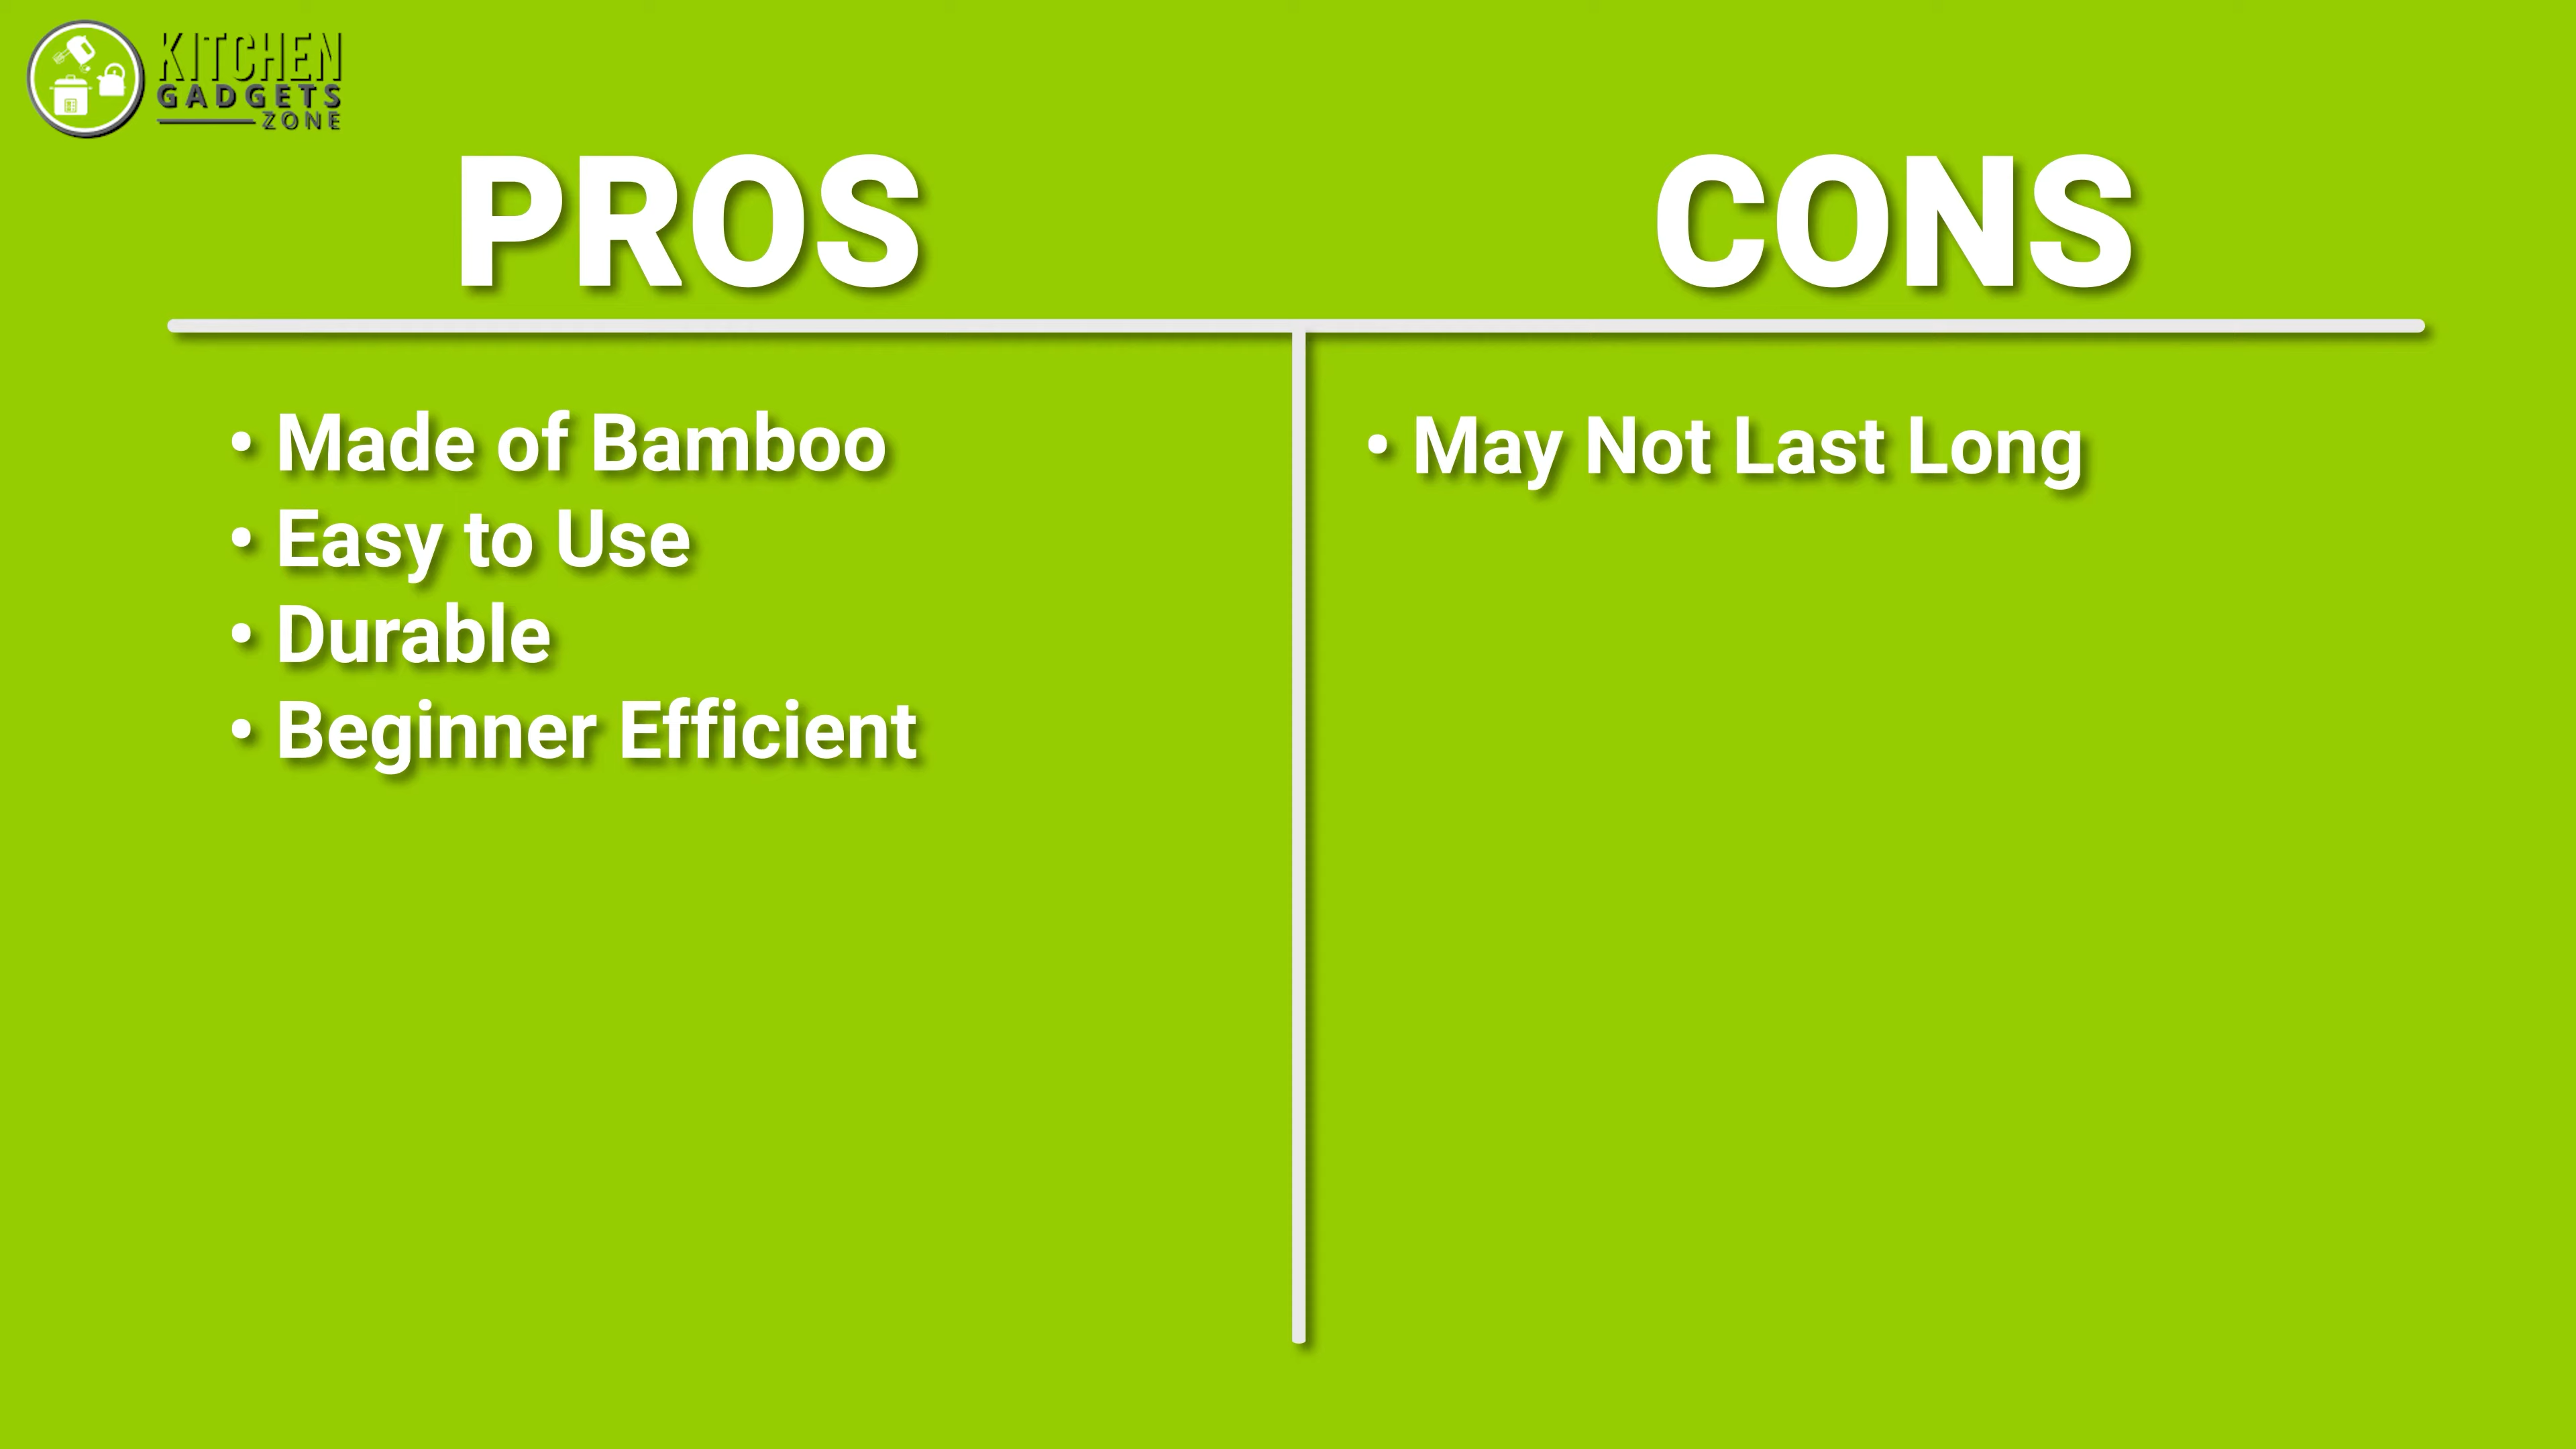 KITCHEN
GADGETS
ZONE
PROS
CONS
• Made of Bamboo
• Easy to Use
• Durable
• Beginner Efficient
• May Not Last Long